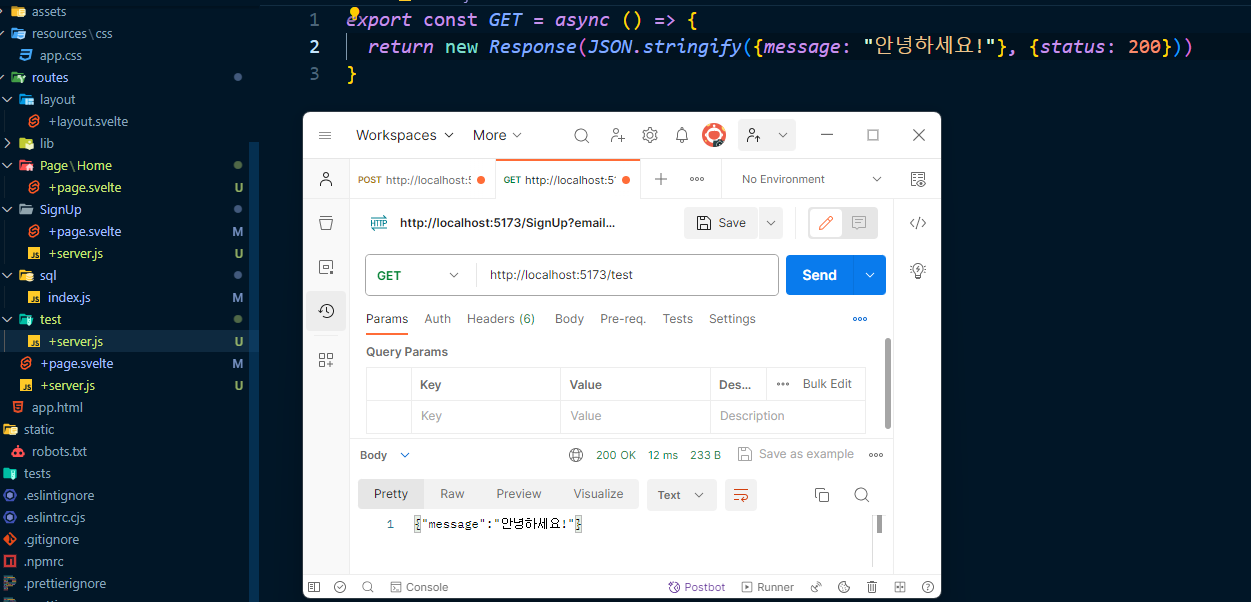 assets
resources\css
app.css
routes
layout
+layout.svelte
lib
Page\Home
+page.svelte U
SignUp
+page.svelte M
JS +server.js U
sql
JS index.js M
test
JS +server.js U
+page.svelte M
JS +server.js U
app.html
static
robots.txt
tests
.eslintignore
.eslintrc.cjs
.gitignore
.npmrc
.prettierignore
1 export const GET = async () => {
2 return new Response(JSON.stringify({message: "안녕하세요!"}, {status: 200}))
3 }
Workspaces More
POST http://localhost:5 GET http://localhost:5 No Environment
HTTP http://localhost:5173/SignUp?email... Save
GET http://localhost:5173/test Send
Params Auth Headers (6) Body Pre-req. Tests Settings
Query Params
Key Value Des... Bulk Edit
Key Value Description
Body 200 OK 12 ms 233 B Save as example
Pretty Raw Preview Visualize Text
1 {"message":"안녕하세요!"}
Console Postbot Runner